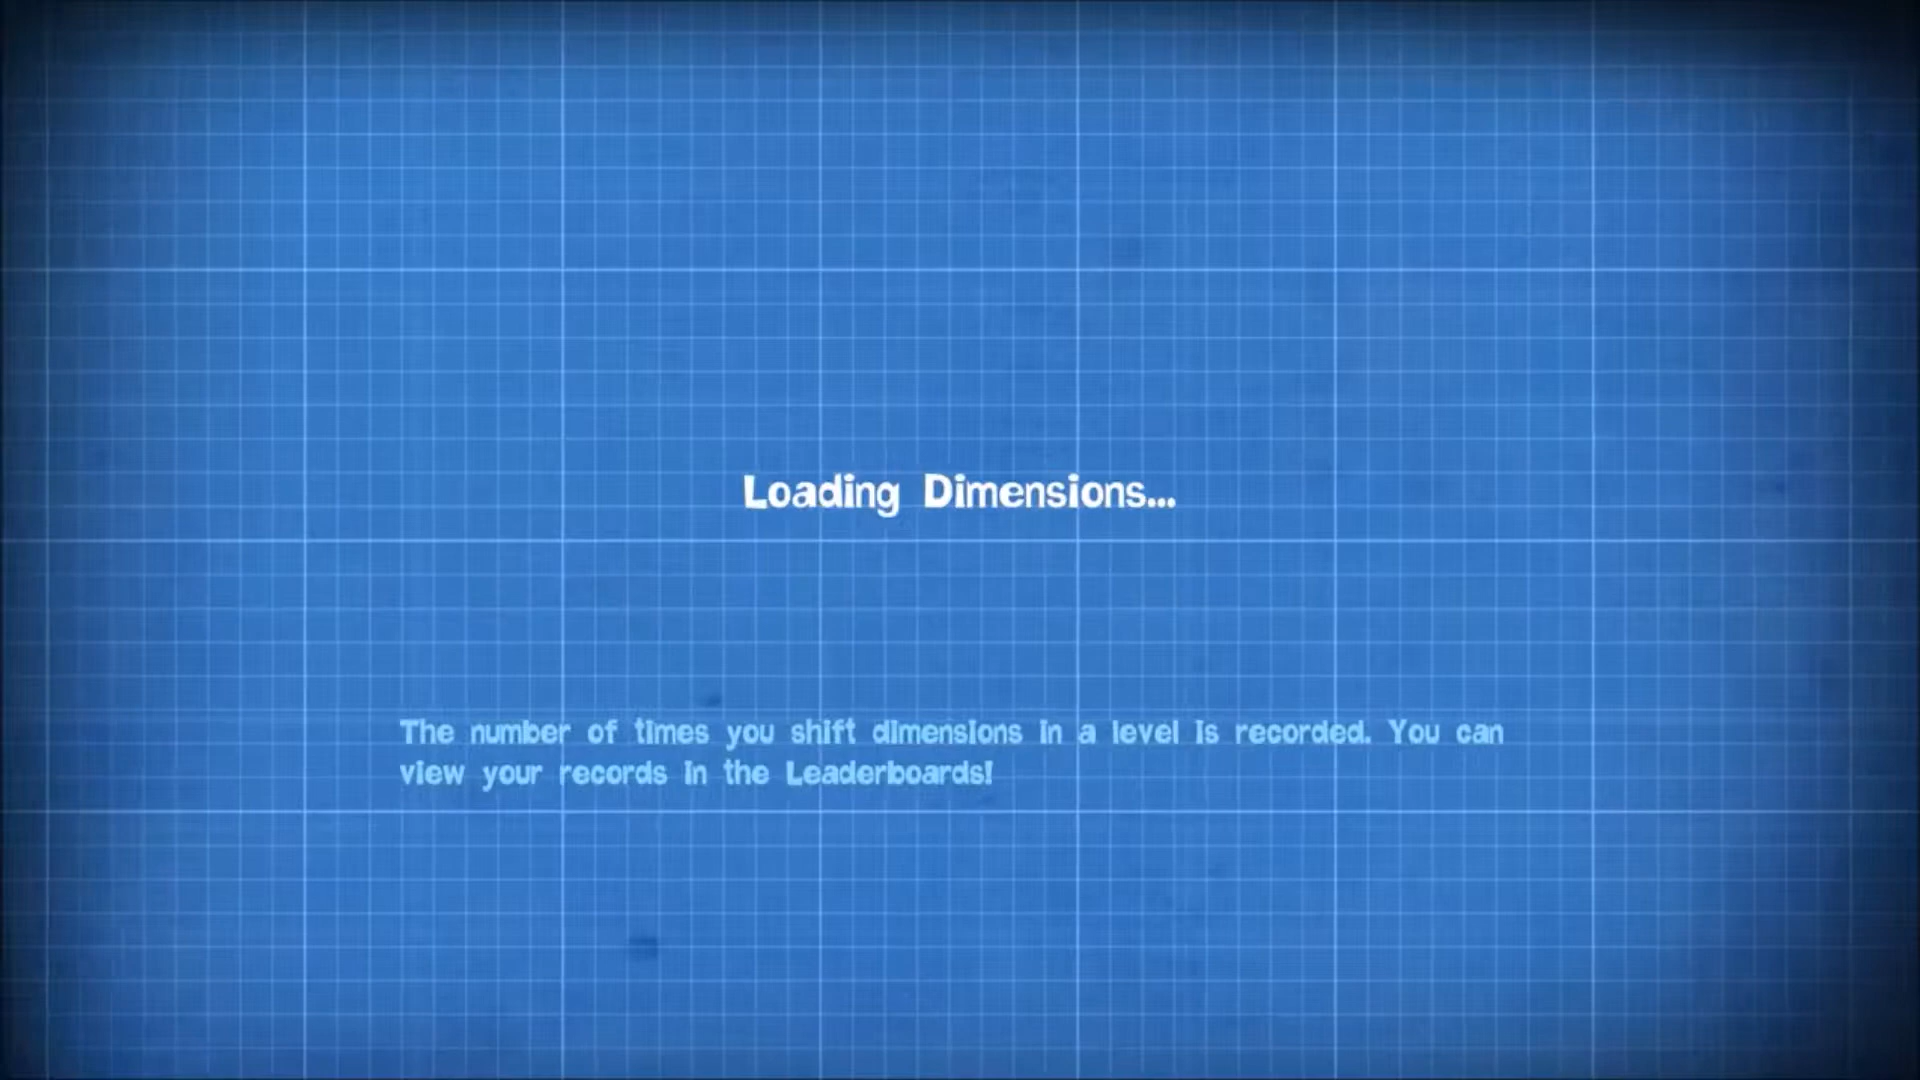 Loading Dimensions...
The number of times you shift dimensions in a level is recorded. You can
view your records in the Leaderboards!